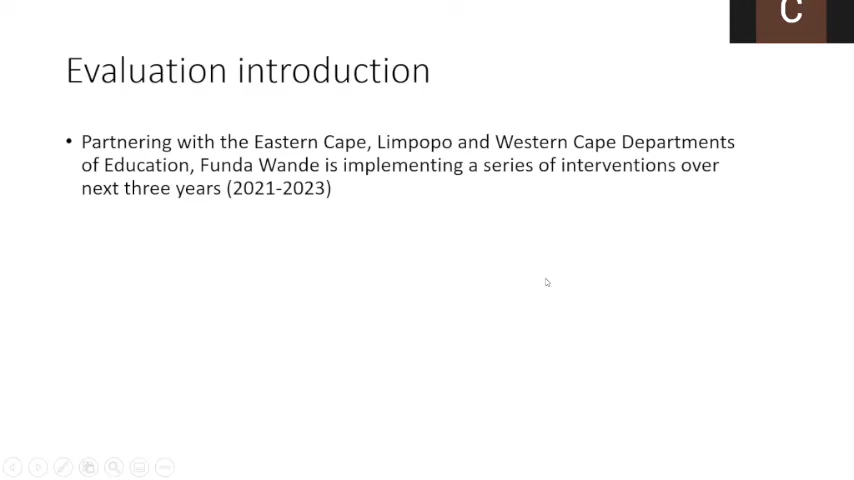 C
Evaluation introduction
• Partnering with the Eastern Cape, Limpopo and Western Cape Departments
of Education, Funda Wande is implementing a series of interventions over
next three years (2021-2023)